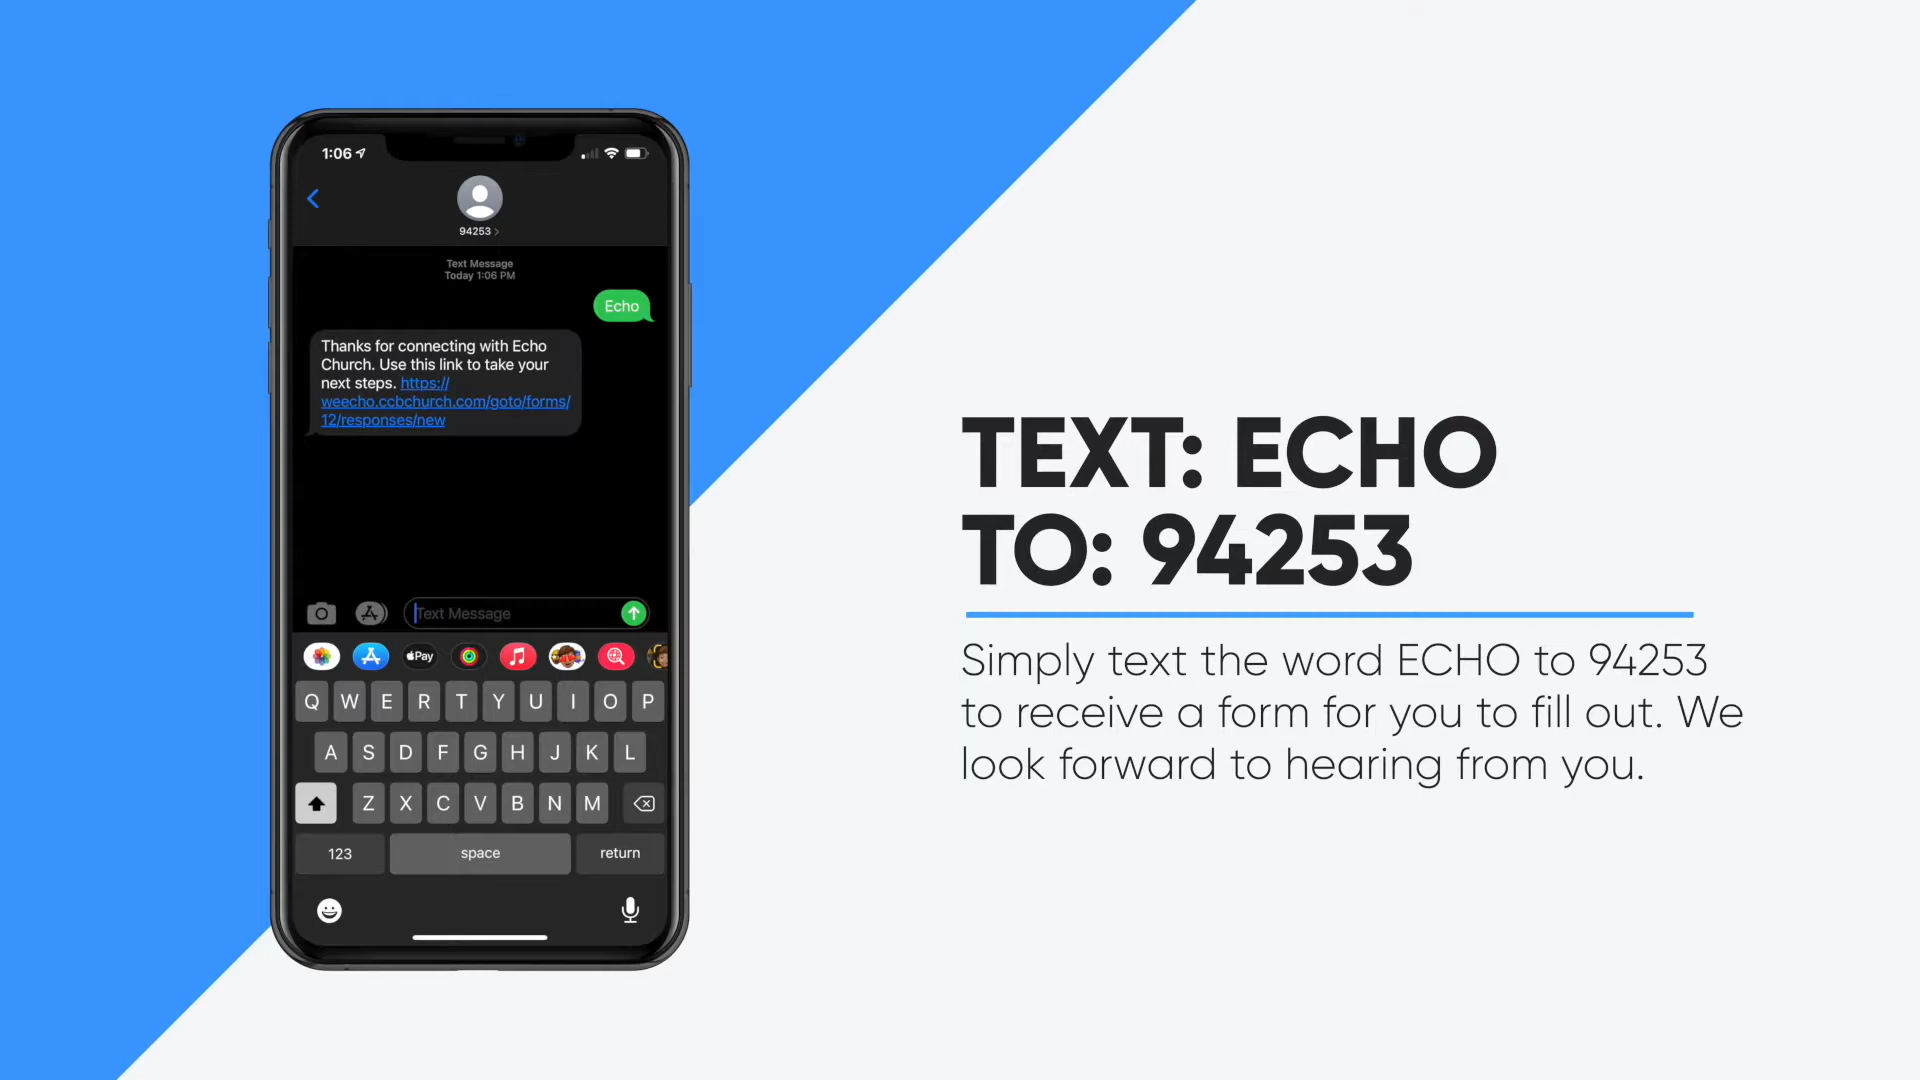 1:06
94253
Text Message
Today 1:06 PM
Echo
Thanks for connecting with Echo
Church. Use this link to take your
next steps. https://
weecho.ccbchurch.com/goto/forms/
12/responses/new
Text Message
Pay
Q W E R T Y U I O P
A S D F G H J K L
Z X C V B N M
123 space return
TEXT: ECHO
TO: 94253
Simply text the word ECHO to 94253
to receive a form for you to fill out. We
look forward to hearing from you.